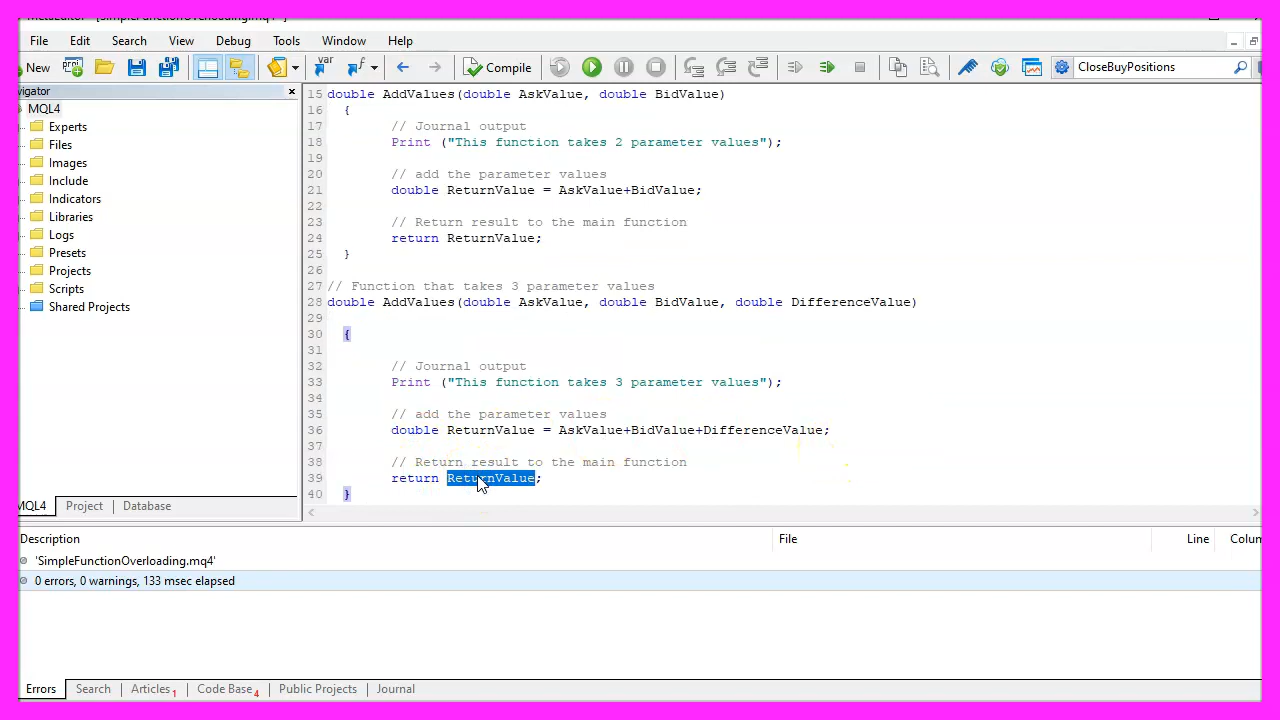 MetaEditor - [SimpleFunctionOverloading.mq4 *]
File Edit Search View Debug Tools Window Help
New Compile CloseBuyPositions
vigator
MQL4
Experts
Files
Images
Include
Indicators
Libraries
Logs
Presets
Projects
Scripts
Shared Projects
MQL4 Project Database
15 double AddValues(double AskValue, double BidValue)
16 {
17 // Journal output
18 Print ("This function takes 2 parameter values");
19
20 // add the parameter values
21 double ReturnValue = AskValue+BidValue;
22
23 // Return result to the main function
24 return ReturnValue;
25 }
26
27 // Function that takes 3 parameter values
28 double AddValues(double AskValue, double BidValue, double DifferenceValue)
29
30 {
31
32 // Journal output
33 Print ("This function takes 3 parameter values");
34
35 // add the parameter values
36 double ReturnValue = AskValue+BidValue+DifferenceValue;
37
38 // Return result to the main function
39 return ReturnValue;
40 }
Description File Line Colum
'SimpleFunctionOverloading.mq4'
0 errors, 0 warnings, 133 msec elapsed
Errors Search Articles 1 Code Base 4 Public Projects Journal